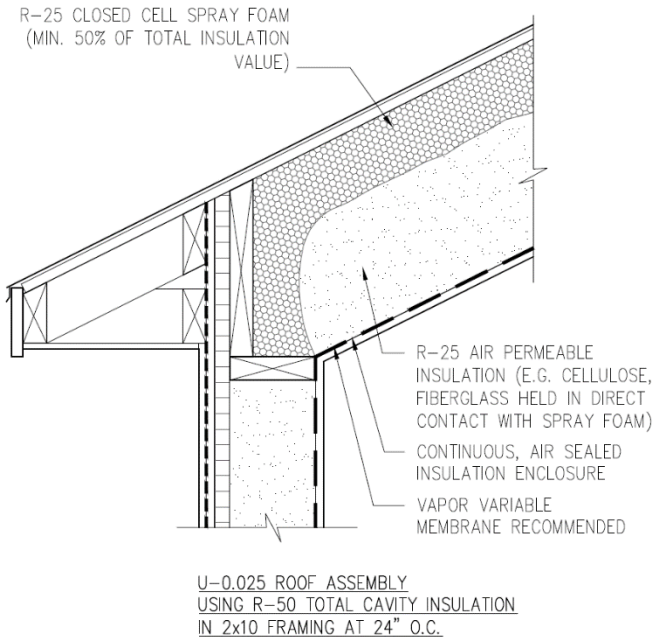 R-25 CLOSED CELL SPRAY FOAM
(MIN. 50% OF TOTAL INSULATION
VALUE)
R-25 AIR PERMEABLE
INSULATION (E.G. CELLULOSE,
FIBERGLASS HELD IN DIRECT
CONTACT WITH SPRAY FOAM)
CONTINUOUS, AIR SEALED
INSULATION ENCLOSURE
VAPOR VARIABLE
MEMBRANE RECOMMENDED
U-0.025 ROOF ASSEMBLY
USING R-50 TOTAL CAVITY INSULATION
IN 2x10 FRAMING AT 24" O.C.